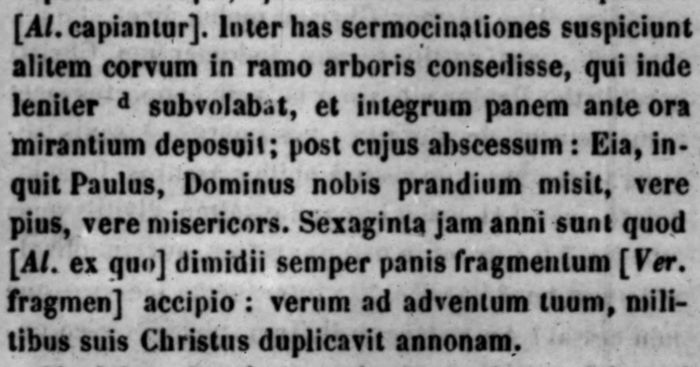 [Al. capiantur]. Inter has sermocinationes suspiciunt
alitem corvum in ramo arboris consedisse, qui inde
leniter d subvolabat, et integrum panem ante ora
mirantium deposuit; post cujus abscessum : Eia, in-
quit Paulus, Dominus nobis prandium misit, vere
pius, vere misericors. Sexaginta jam anni sunt quod
[Al. ex quo] dimidii semper panis fragmentum [Ver.
fragmen] accipio : verum ad adventum tuum, mili-
tibus suis Christus duplicavit annonam.